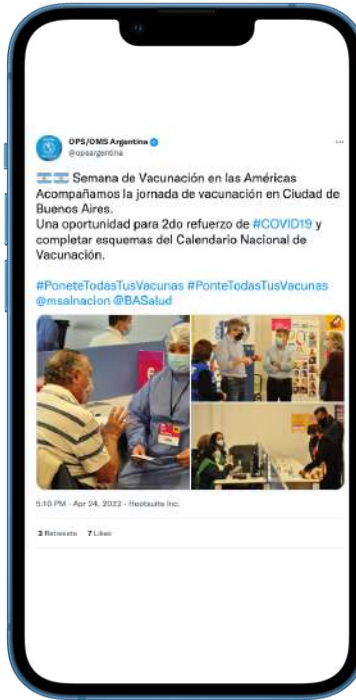 OPS/OMS Argentina
@opsargentina
Semana de Vacunación en las Américas
Acompañamos la jornada de vacunación en Ciudad de
Buenos Aires.
Una oportunidad para 2do refuerzo de #COVID19 y
completar esquemas del Calendario Nacional de
Vacunación.
#PoneteTodasTusVacunas #PonteTodasTusVacunas
@msalnacion @BASalud
5:10 PM · Apr 24, 2022 · Hootsuite Inc.
3 Retweets 7 Likes